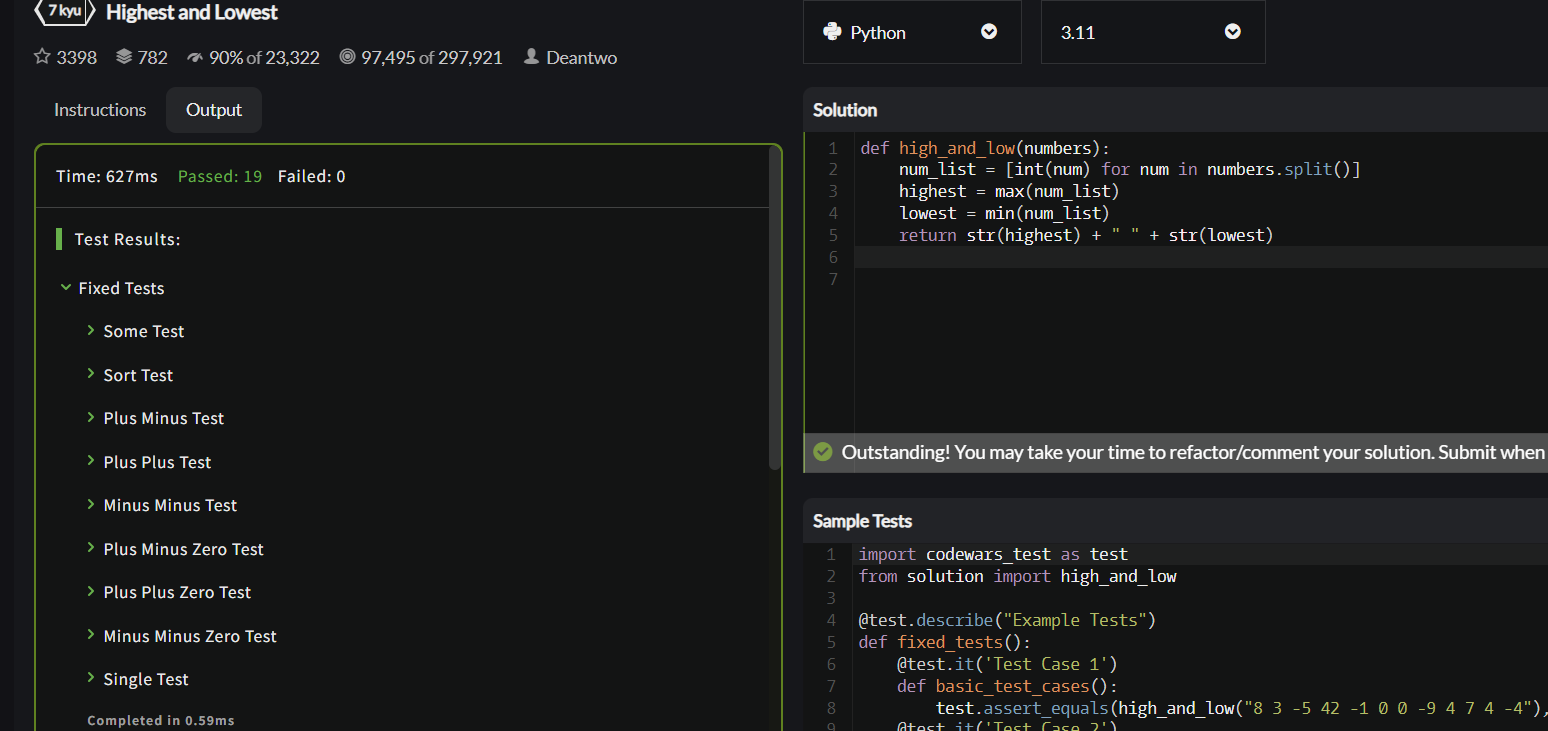 7 kyu Highest and Lowest
3398 782 90% of 23,322 97,495 of 297,921 Deantwo
Instructions Output
Time: 627ms Passed: 19 Failed: 0
Test Results:
Fixed Tests
Some Test
Sort Test
Plus Minus Test
Plus Plus Test
Minus Minus Test
Plus Minus Zero Test
Plus Plus Zero Test
Minus Minus Zero Test
Single Test
Completed in 0.59ms
Python 3.11
Solution
1 def high_and_low(numbers):
2 num_list = [int(num) for num in numbers.split()]
3 highest = max(num_list)
4 lowest = min(num_list)
5 return str(highest) + " " + str(lowest)
6
7
Outstanding! You may take your time to refactor/comment your solution. Submit when
Sample Tests
1 import codewars_test as test
2 from solution import high_and_low
3
4 @test.describe("Example Tests")
5 def fixed_tests():
6 @test.it('Test Case 1')
7 def basic_test_cases():
8 test.assert_equals(high_and_low("8 3 -5 42 -1 0 0 -9 4 7 4 -4"),
9 @test.it('Test Case 2')